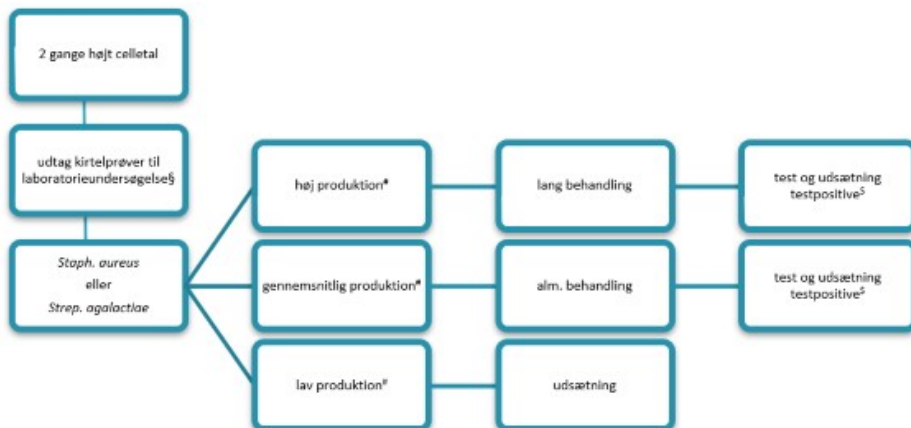 2 gange højt celletal
udtag kirtelprøver til
laboratorieundersøgelse§
Staph. aureus
eller
Strep. agalactiae
høj produktion#
lang behandling
test og udsætning
testpositive$
gennemsnitlig produktion#
alm. behandling
test og udsætning
testpositive$
lav produktion#
udsætning